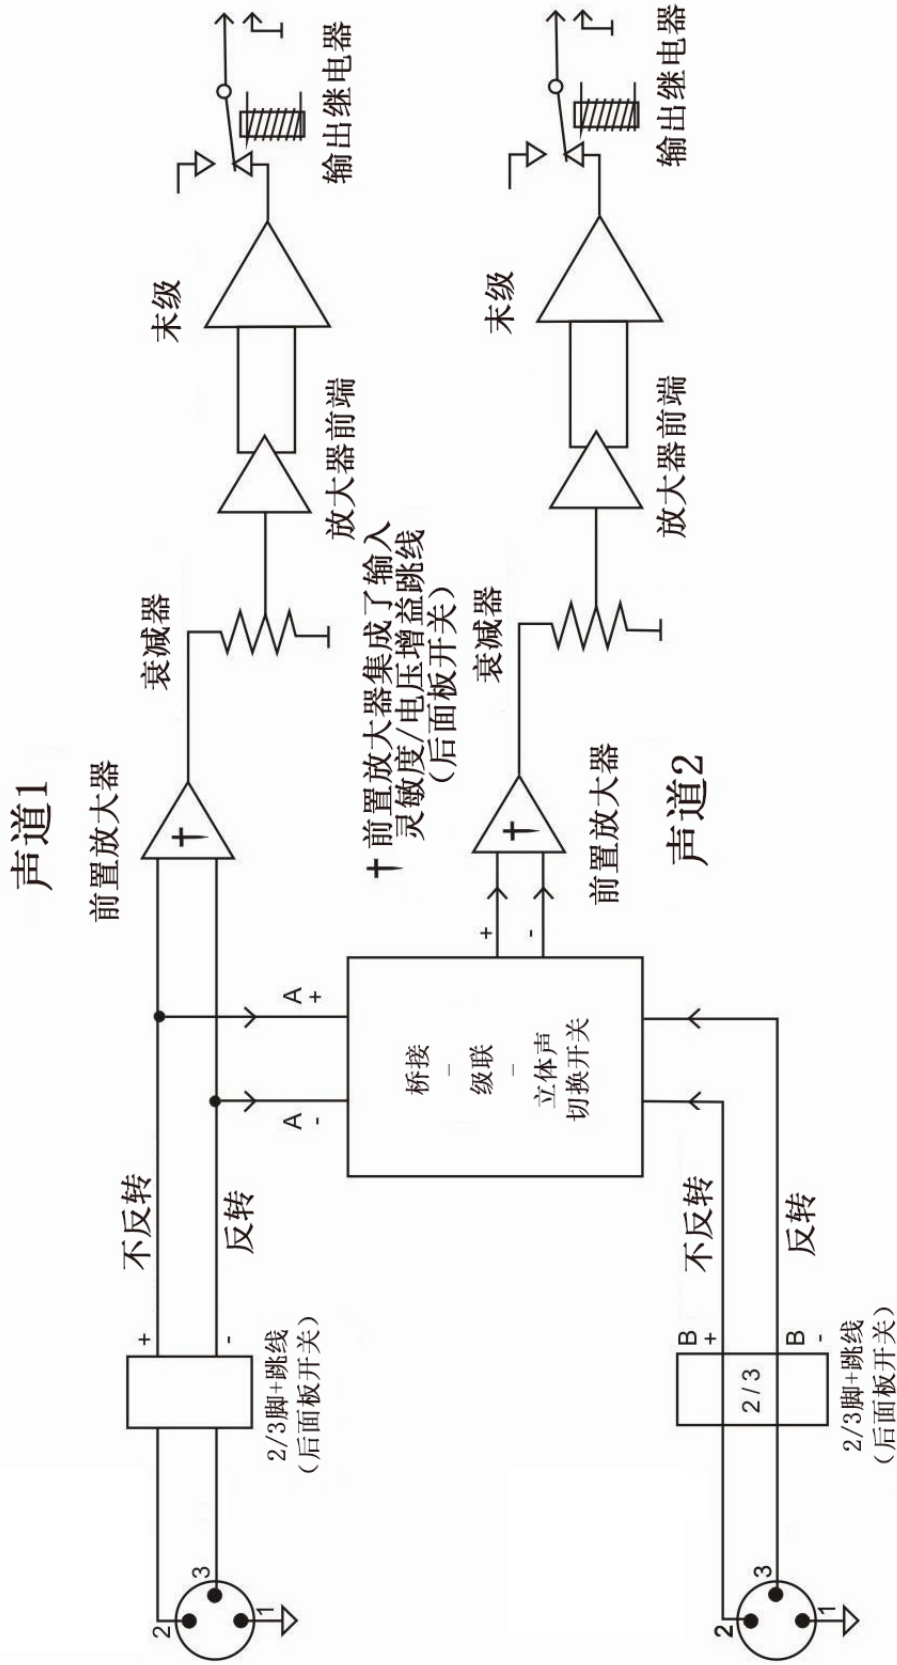 声道1
2
3
1
2/3脚+跳线
(后面板开关)
+
-
不反转
反转
A
-
A
+
前置放大器
†
衰减器
放大器前端
末级
输出继电器
† 前置放大器集成了输入
灵敏度/电压增益跳线
(后面板开关)
桥接
-
级联
-
立体声
切换开关
+
-
声道2
2
3
1
2/3
2/3脚+跳线
(后面板开关)
B
+
B
-
不反转
反转
前置放大器
†
衰减器
放大器前端
末级
输出继电器